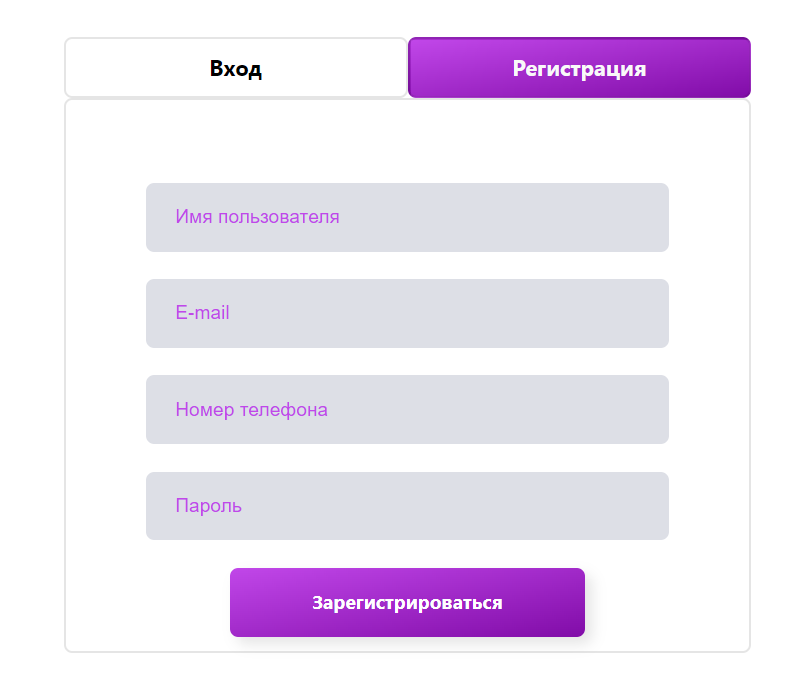 Вход
Регистрация
Имя пользователя
E-mail
Номер телефона
Пароль
Зарегистрироваться